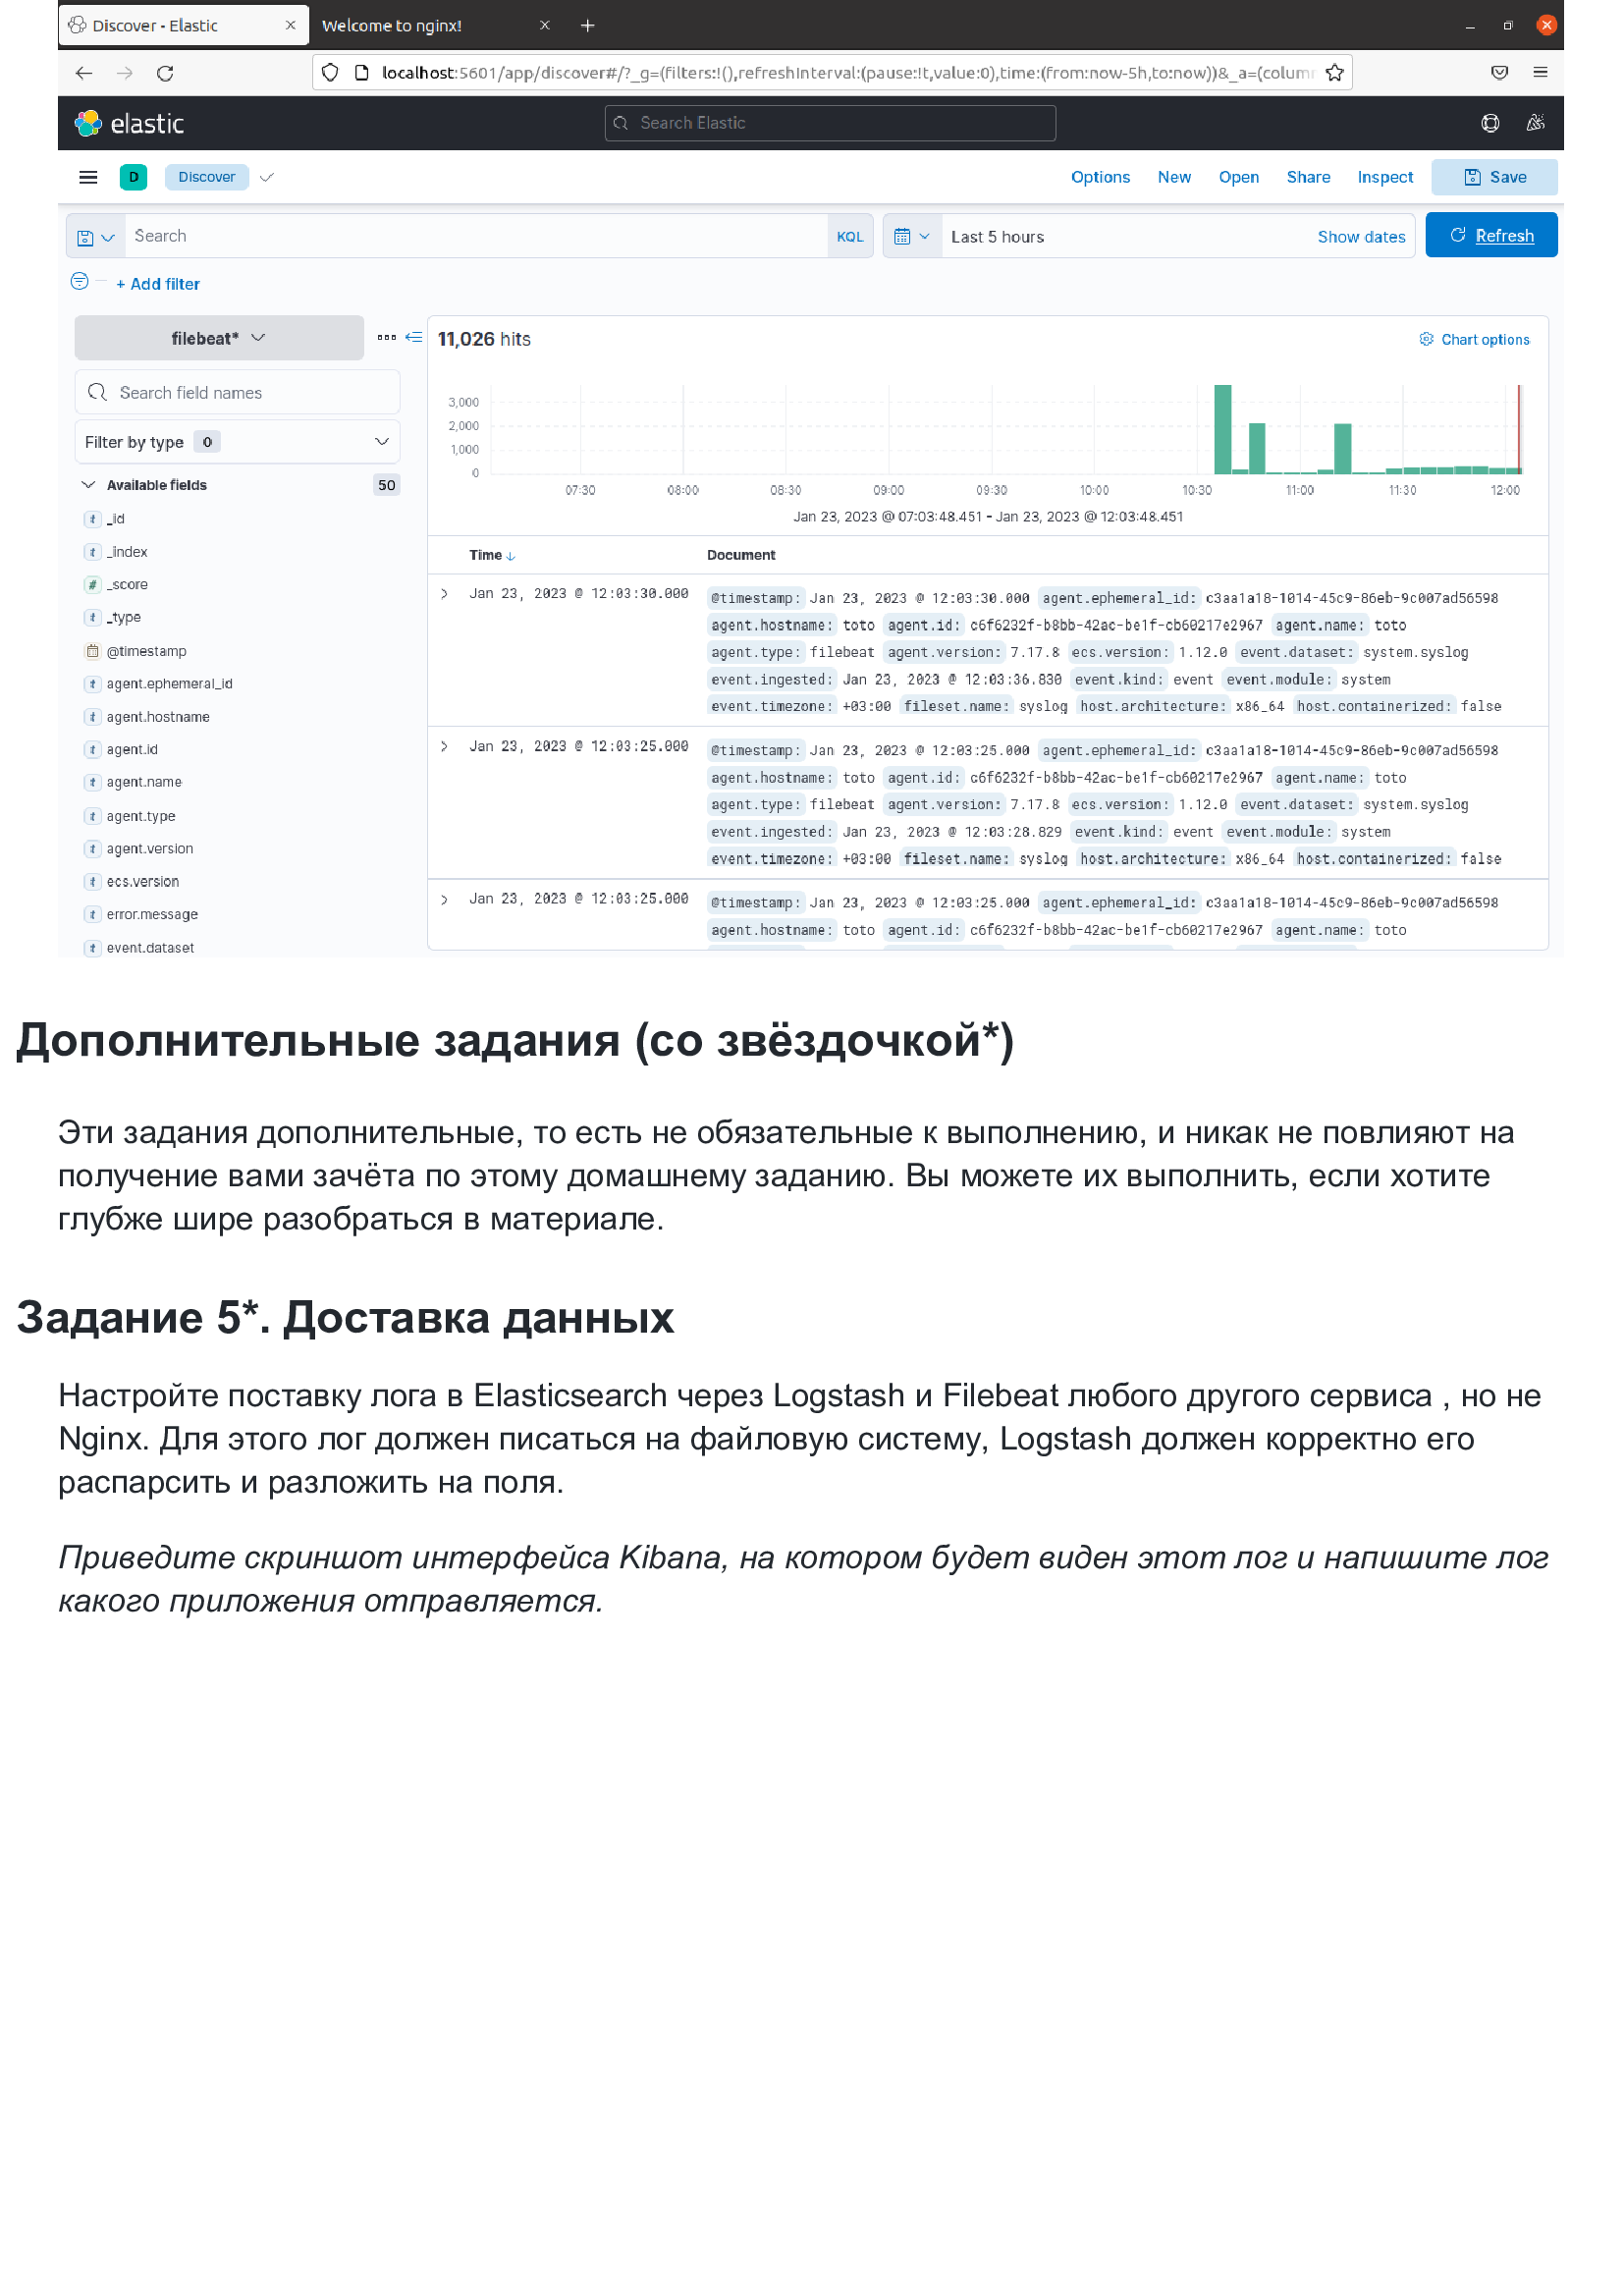 Discover - Elastic
Welcome to nginx!
localhost:5601/app/discover#/?_g=(filters:!(),refreshInterval:(pause:!t,value:0),time:(from:now-5h,to:now))&_a=(colum
elastic
Search Elastic
D
Discover
Options
New
Open
Share
Inspect
Save
Search
KQL
Last 5 hours
Show dates
Refresh
+ Add filter
filebeat*
Search field names
Filter by type 0
Available fields 50
_id
_index
_score
_type
@timestamp
agent.ephemeral_id
agent.hostname
agent.id
agent.name
agent.type
agent.version
ecs.version
error.message
event.dataset
11,026 hits
Chart options
3,000
2,000
1,000
0
07:30 08:00 08:30 09:00 09:30 10:00 10:30 11:00 11:30 12:00
Jan 23, 2023 @ 07:03:48.451 - Jan 23, 2023 @ 12:03:48.451
Time Document
Jan 23, 2023 @ 12:03:30.000
@timestamp: Jan 23, 2023 @ 12:03:30.000 agent.ephemeral_id: c3aa1a18-1014-45c9-86eb-9c007ad56598
agent.hostname: toto agent.id: c6f6232f-b8bb-42ac-be1f-cb60217e2967 agent.name: toto
agent.type: filebeat agent.version: 7.17.8 ecs.version: 1.12.0 event.dataset: system.syslog
event.ingested: Jan 23, 2023 @ 12:03:36.830 event.kind: event event.module: system
event.timezone: +03:00 fileset.name: syslog host.architecture: x86_64 host.containerized: false
Jan 23, 2023 @ 12:03:25.000
@timestamp: Jan 23, 2023 @ 12:03:25.000 agent.ephemeral_id: c3aa1a18-1014-45c9-86eb-9c007ad56598
agent.hostname: toto agent.id: c6f6232f-b8bb-42ac-be1f-cb60217e2967 agent.name: toto
agent.type: filebeat agent.version: 7.17.8 ecs.version: 1.12.0 event.dataset: system.syslog
event.ingested: Jan 23, 2023 @ 12:03:28.829 event.kind: event event.module: system
event.timezone: +03:00 fileset.name: syslog host.architecture: x86_64 host.containerized: false
Jan 23, 2023 @ 12:03:25.000
@timestamp: Jan 23, 2023 @ 12:03:25.000 agent.ephemeral_id: c3aa1a18-1014-45c9-86eb-9c007ad56598
agent.hostname: toto agent.id: c6f6232f-b8bb-42ac-be1f-cb60217e2967 agent.name: toto
Дополнительные задания (со звёздочкой*)
Эти задания дополнительные, то есть не обязательные к выполнению, и никак не повлияют на
получение вами зачёта по этому домашнему заданию. Вы можете их выполнить, если хотите
глубже шире разобраться в материале.
Задание 5*. Доставка данных
Настройте поставку лога в Elasticsearch через Logstash и Filebeat любого другого сервиса , но не
Nginx. Для этого лог должен писаться на файловую систему, Logstash должен корректно его
распарсить и разложить на поля.
Приведите скриншот интерфейса Kibana, на котором будет виден этот лог и напишите лог
какого приложения отправляется.